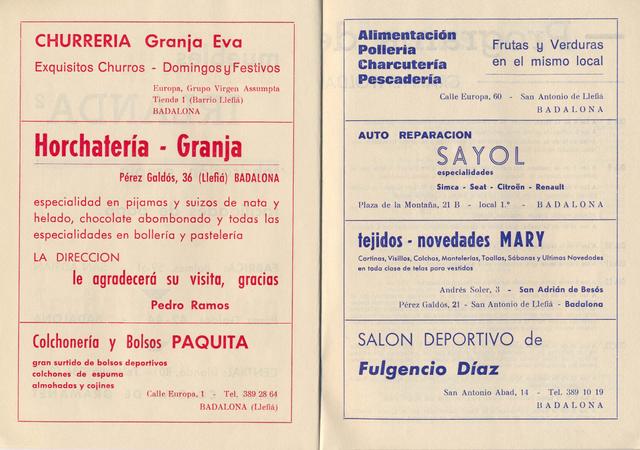 CHURRERIA Granja Eva
Exquisitos Churros - Domingos y Festivos
Europa, Grupo Virgen Assumpta
Tienda 1 (Barrio Llefiá)
BADALONA
Horchatería - Granja
Pérez Galdós, 36 (Llefiá) BADALONA
especialidad en pijamas y suizos de nata y
helado, chocolate abombonado y todas las
especialidades en bollería y pastelería
LA DIRECCION
le agradecerá su visita, gracias
Pedro Ramos
Colchonería y Bolsos PAQUITA
gran surtido de bolsos deportivos
colchones de espuma
almohadas y cojines
Calle Europa, 1 - Tel. 389 28 64
BADALONA (Llefiá)
Alimentación
Pollería
Charcutería
Pescadería
Frutas y Verduras
en el mismo local
Calle Europa, 60 - San Antonio de Llefiá
BADALONA
AUTO REPARACION
SAYOL
especialidades
Simca - Seat - Citroën - Renault
Plaza de la Montaña, 21 B - local 1.º - BADALONA
tejidos - novedades MARY
Cortinas, Visillos, Colchas, Mantelerías, Toallas, Sábanas y Ultimas Novedades
en toda clase de telas para vestidos
Andrés Soler, 3 - San Adrián de Besós
Pérez Galdós, 21 - San Antonio de Llefiá - Badalona
SALON DEPORTIVO de
Fulgencio Díaz
San Antonio Abad, 14 - Tel. 389 10 19
BADALONA